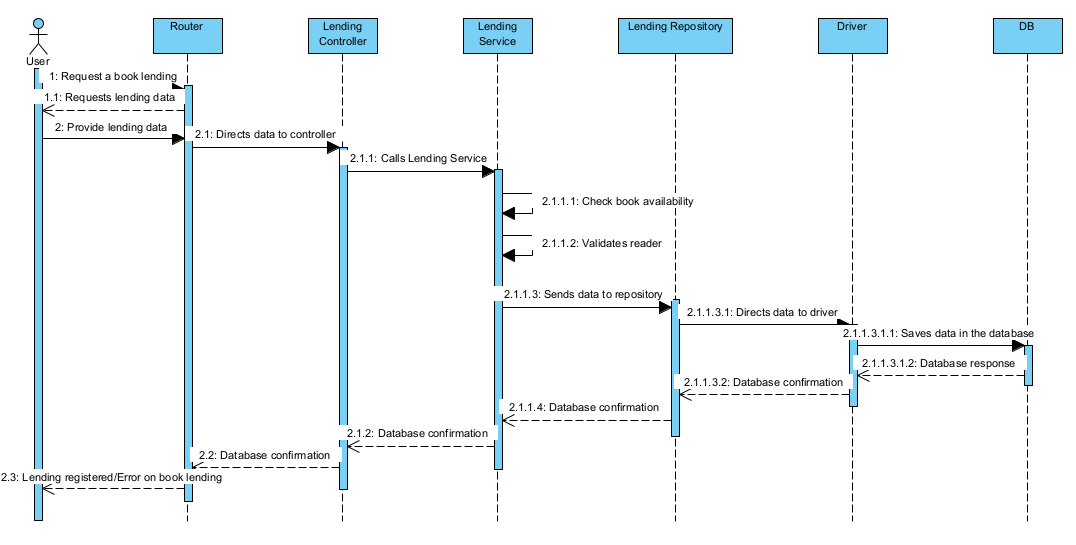 Router
Lending
Controller
Lending
Service
Lending Repository
Driver
DB
User
1: Request a book lending
1.1: Requests lending data
2: Provide lending data
2.1: Directs data to controller
2.1.1: Calls Lending Service
2.1.1.1: Check book availability
2.1.1.2: Validates reader
2.1.1.3: Sends data to repository
2.1.1.3.1: Directs data to driver
2.1.1.3.1.1: Saves data in the database
2.1.1.3.1.2: Database response
2.1.1.3.2: Database confirmation
2.1.1.4: Database confirmation
2.1.2: Database confirmation
2.2: Database confirmation
2.3: Lending registered/Error on book lending